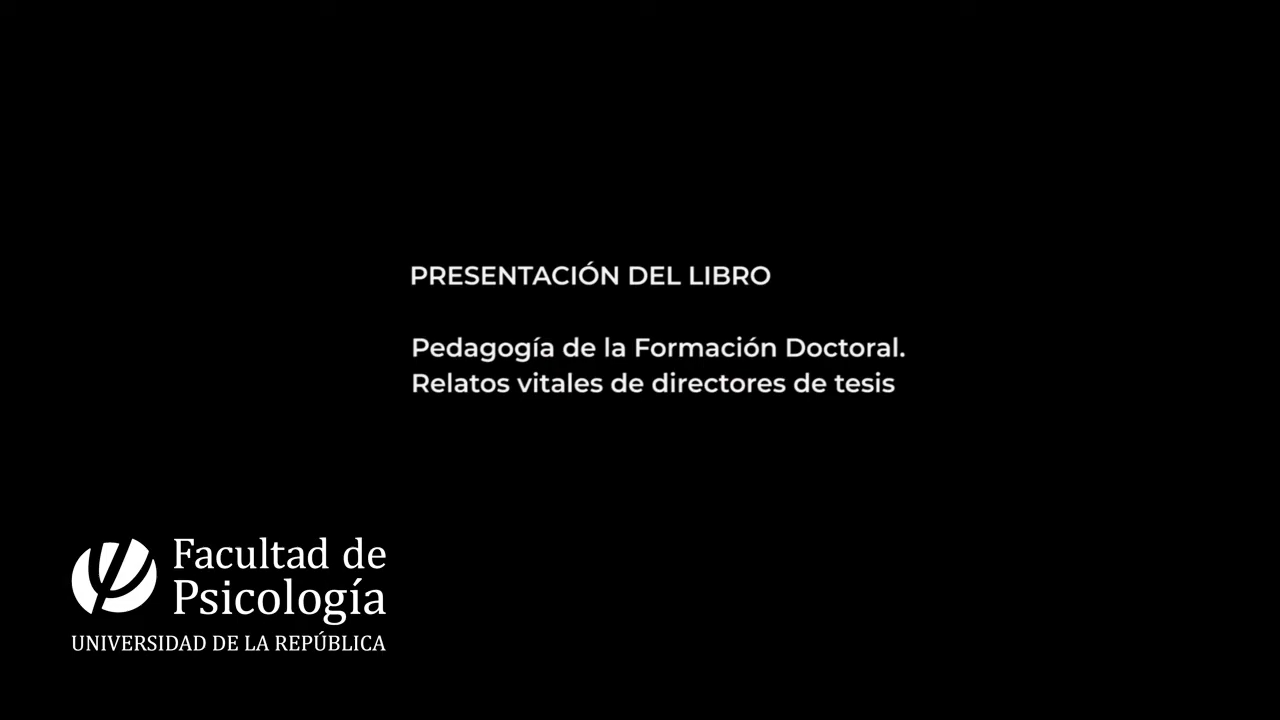 PRESENTACIÓN DEL LIBRO
Pedagogía de la Formación Doctoral.
Relatos vitales de directores de tesis
Facultad de
Psicología
UNIVERSIDAD DE LA REPÚBLICA